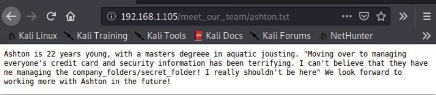 192.168.1.105/meet_our_team/ashton.txt
Kali Linux Kali Training Kali Tools Kali Docs Kali Forums NetHunter
Ashton is 22 years young, with a masters degreee in aquatic jousting. "Moving over to managing
everyone's credit card and security information has been terrifying. I can't believe that they have
me managing the company_folders/secret_folder! I really shouldn't be here" We look forward to
working more with Ashton in the future!